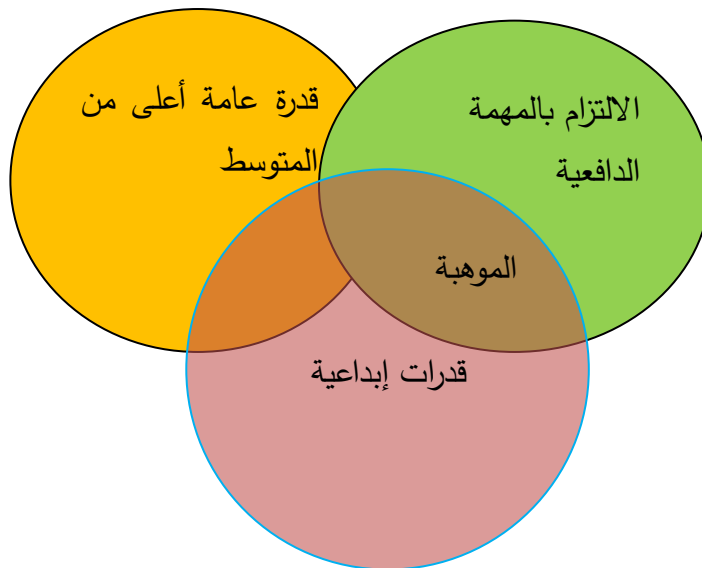 الالتزام بالمهمة
الدافعية
قدرة عامة أعلى من
المتوسط
الموهبة
قدرات إبداعية